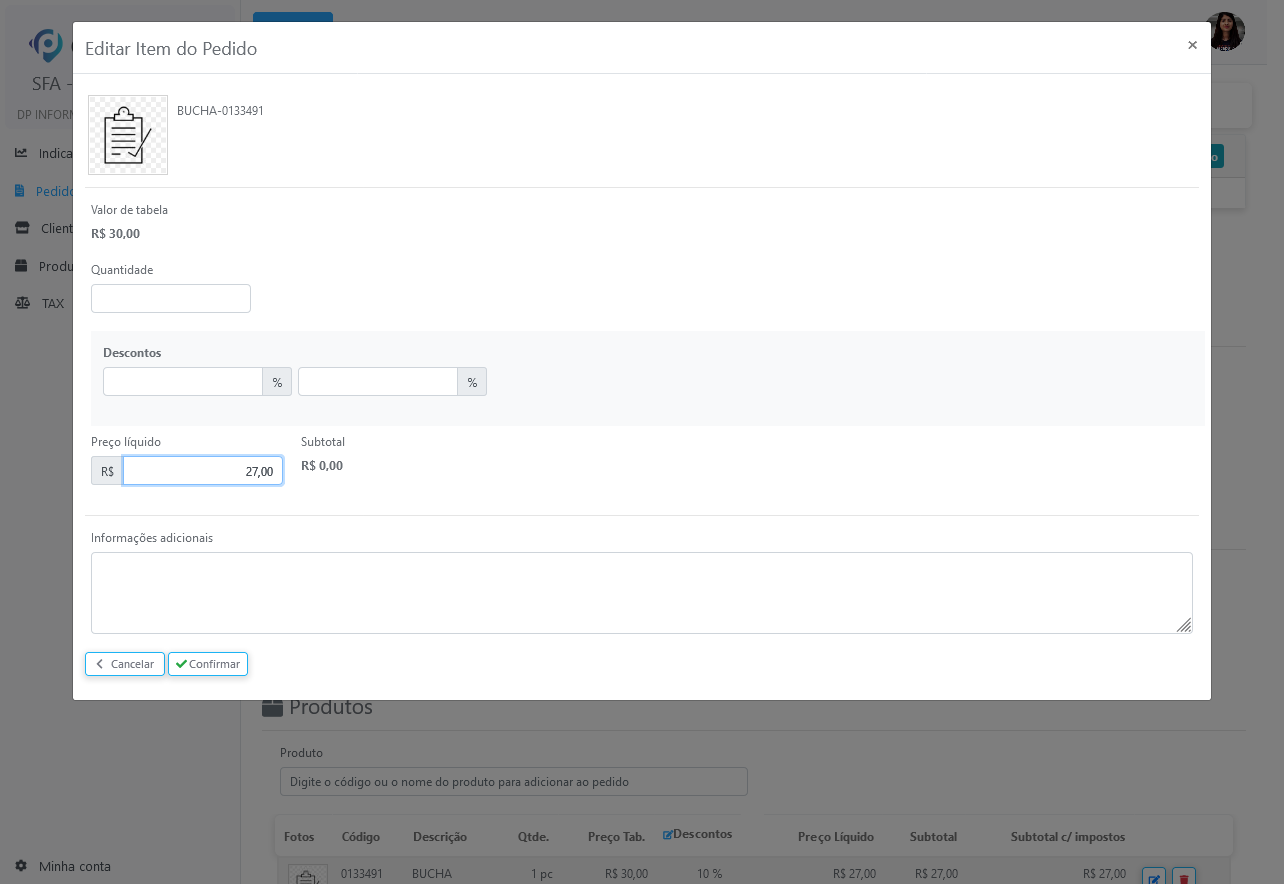 Editar Item do Pedido
×
SFA -
DP INFORM
BUCHA-0133491
Indica
Pedido
Client
Produ
TAX
Valor de tabela
R$ 30,00
Quantidade
Descontos
% %
Preço líquido Subtotal
R$ 27,00 R$ 0,00
Informações adicionais
Cancelar Confirmar
Produtos
Produto
Digite o código ou o nome do produto para adicionar ao pedido
Fotos Código Descrição Qtde. Preço Tab. Descontos Preço Líquido Subtotal Subtotal c/ impostos
0133491 BUCHA 1 pc R$ 30,00 10 % R$ 27,00 R$ 27,00 R$ 27,00
Minha conta